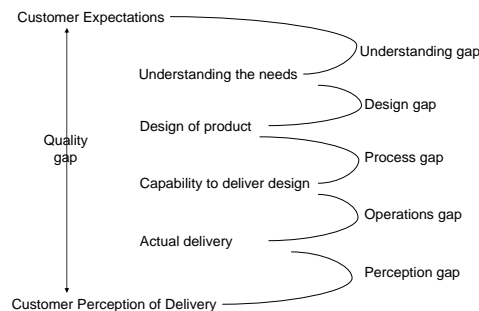 Customer Expectations
Understanding gap
Understanding the needs
Design gap
Design of product
Quality
gap
Process gap
Capability to deliver design
Operations gap
Actual delivery
Perception gap
Customer Perception of Delivery